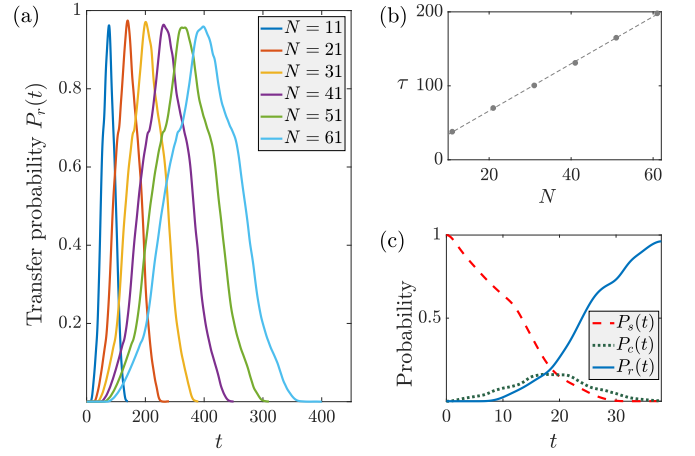 (a)
1
0.8
0.6
0.4
0.2
Transfer probability P_r(t)
N = 11
N = 21
N = 31
N = 41
N = 51
N = 61
0 200 400 300 400
t
(b)
200
100
0
τ
20 40 60
N
(c)
1
0.5
0
Probability
P_s(t)
P_c(t)
P_r(t)
0 10 20 30
t